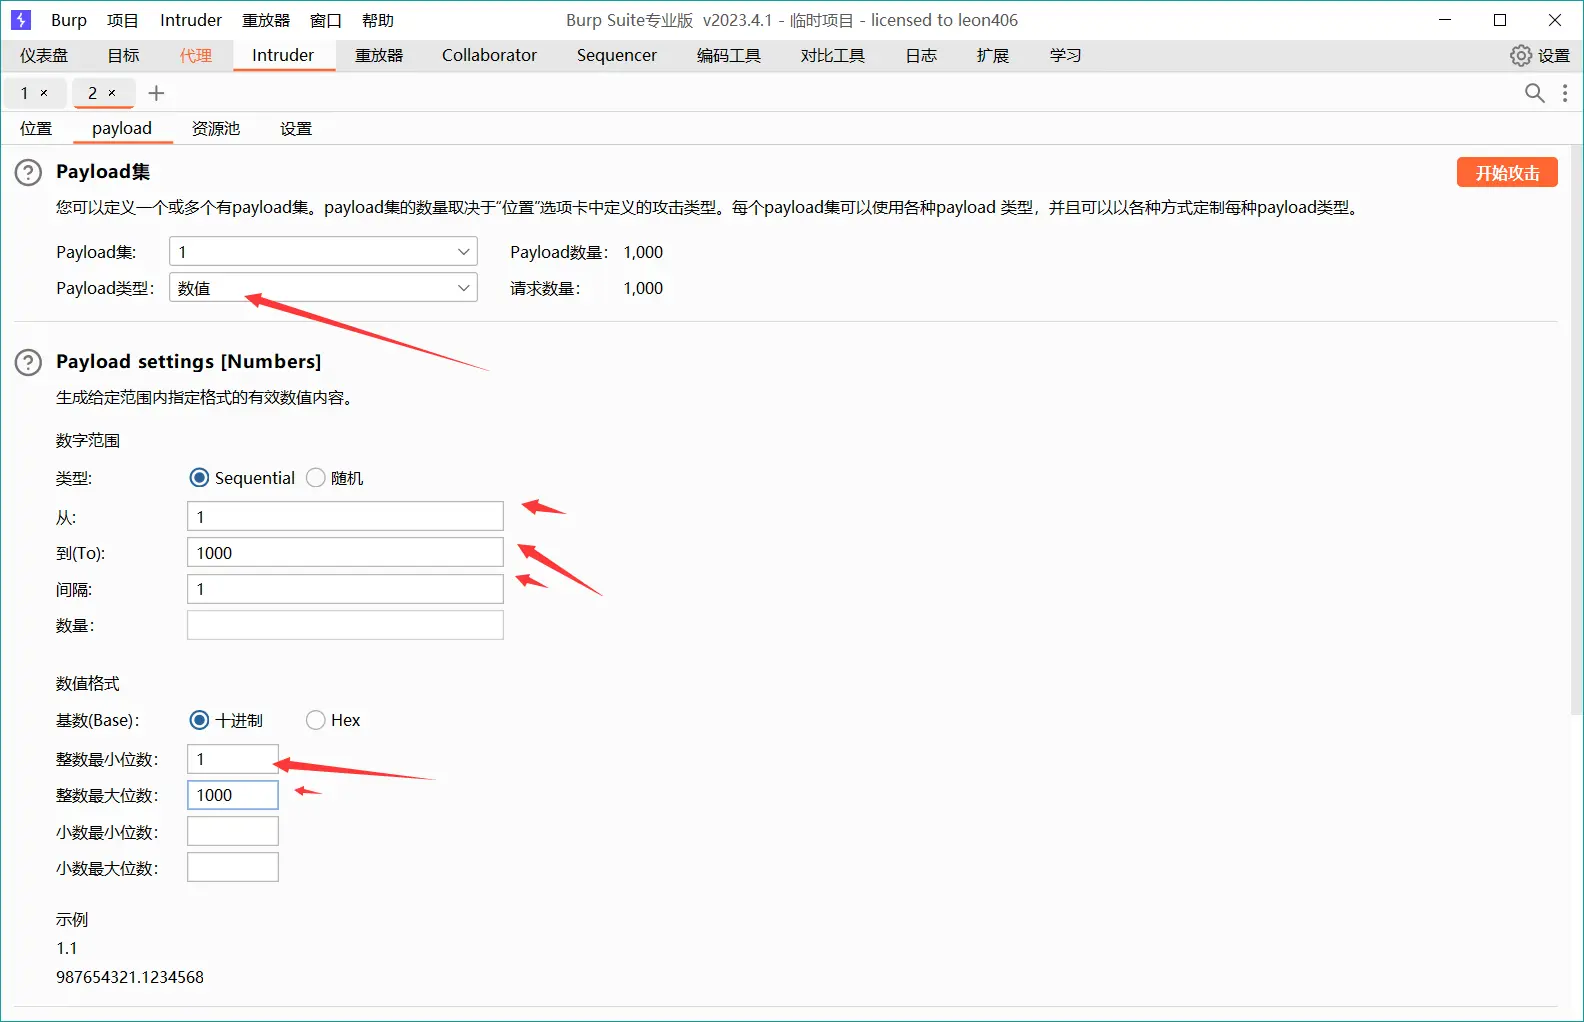 Burp 项目 Intruder 重放器 窗口 帮助 Burp Suite专业版 v2023.4.1 - 临时项目 - licensed to leon406
仪表盘 目标 代理 Intruder 重放器 Collaborator Sequencer 编码工具 对比工具 日志 扩展 学习 设置
1 × 2 × +
位置 payload 资源池 设置
Payload集 开始攻击
您可以定义一个或多个有payload集。payload集的数量取决于“位置”选项卡中定义的攻击类型。每个payload集可以使用各种payload 类型，并且可以以各种方式定制每种payload类型。
Payload集: 1 Payload数量： 1,000
Payload类型： 数值 请求数量： 1,000
Payload settings [Numbers]
生成给定范围内指定格式的有效数值内容。
数字范围
类型: Sequential 随机
从: 1
到(To): 1000
间隔: 1
数量：
数值格式
基数(Base)： 十进制 Hex
整数最小位数： 1
整数最大位数： 1000
小数最小位数：
小数最大位数：
示例
1.1
987654321.1234568